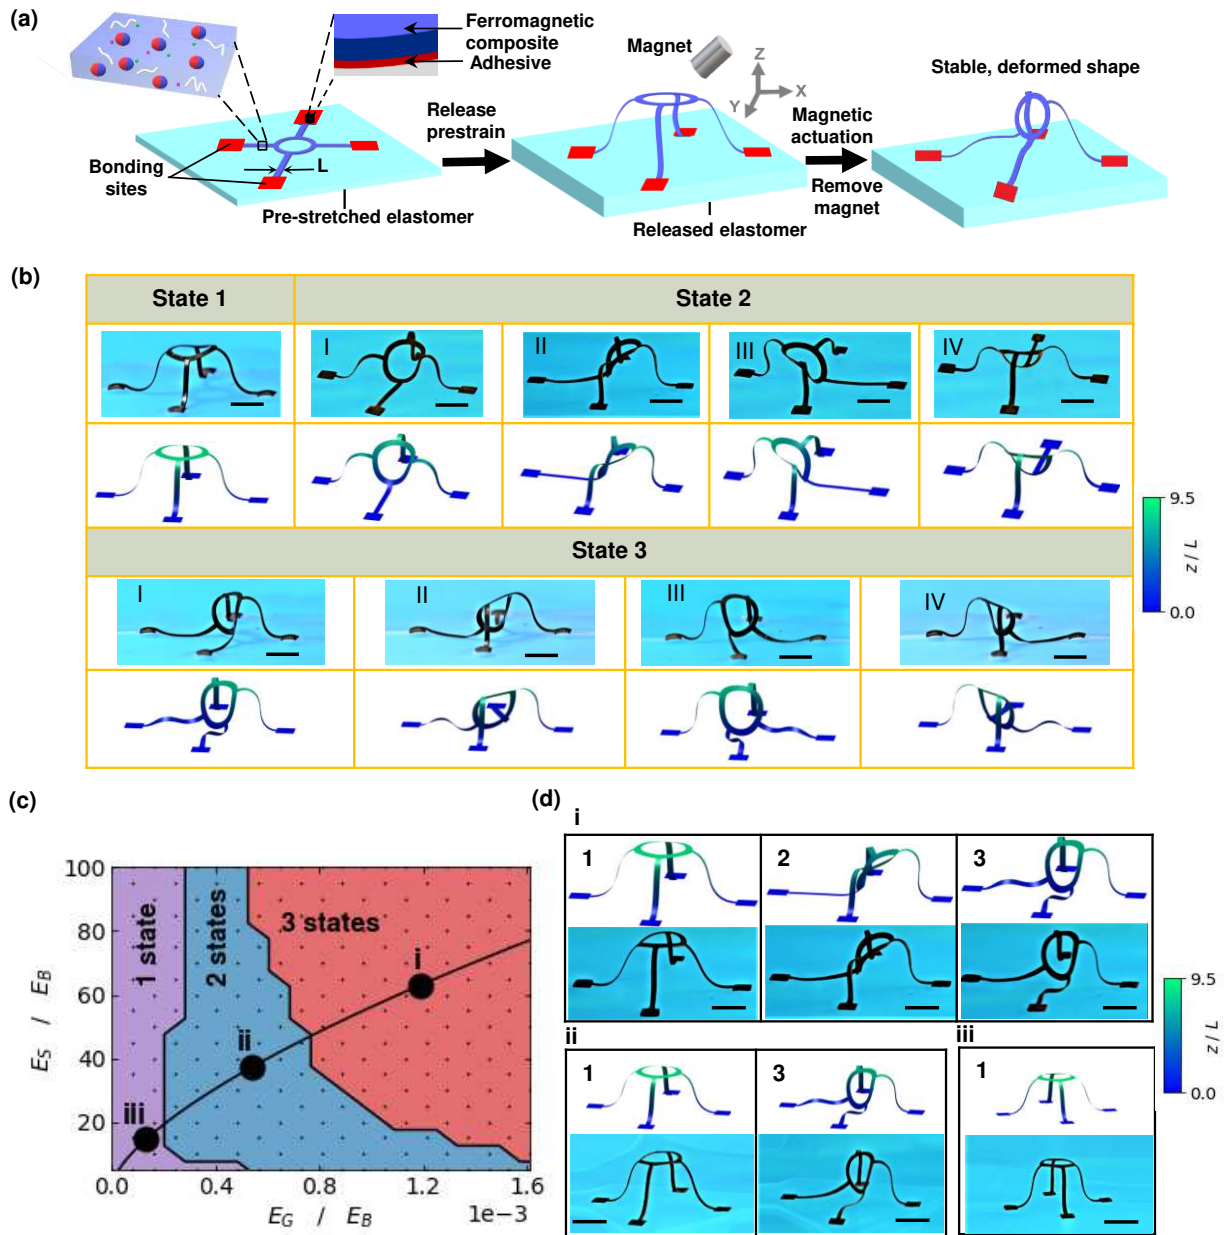 (a)
Ferromagnetic
composite
Adhesive
Magnet
Z
X
Y
Stable, deformed shape
Release
prestrain
Magnetic
actuation
Remove
magnet
Bonding
sites
L
Pre-stretched elastomer
Released elastomer
(b)
State 1
State 2
I
II
III
IV
State 3
I
II
III
IV
9.5
z / L
0.0
(c)
100
80
60
40
20
0.0
0.4
0.8
1.2
1.6
1e−3
E_S / E_B
E_G / E_B
1 state
2 states
3 states
i
ii
iii
(d)
i
1
2
3
ii
1
3
iii
1
9.5
z / L
0.0